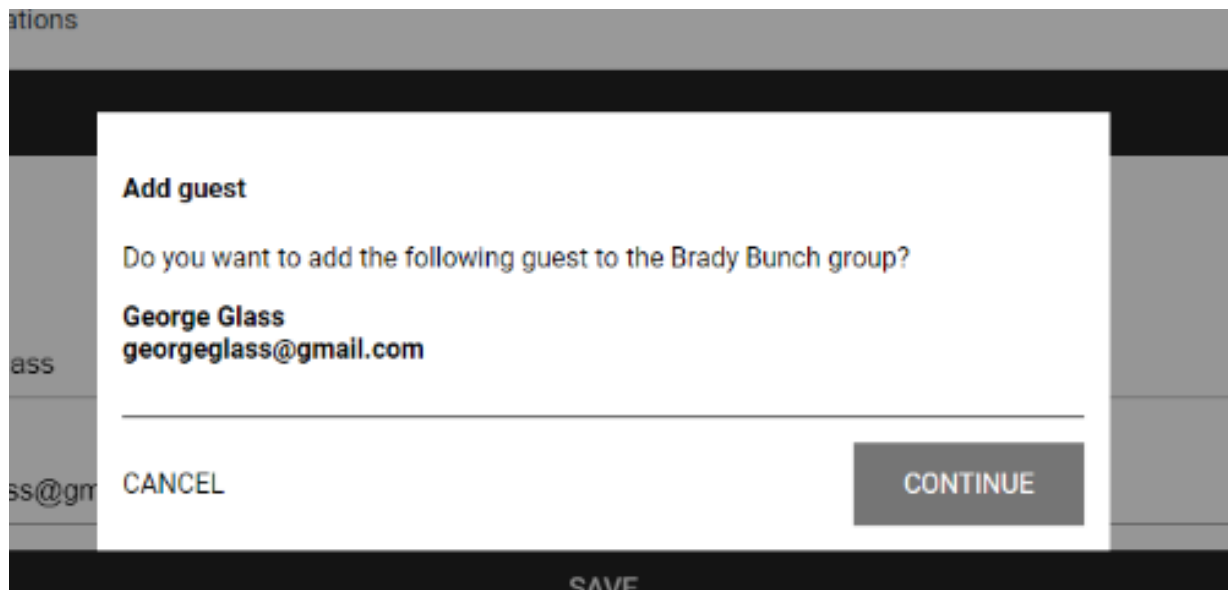 ations
Add guest
Do you want to add the following guest to the Brady Bunch group?
George Glass
georgeglass@gmail.com
ass
ss@gm
CANCEL
CONTINUE
SAVE